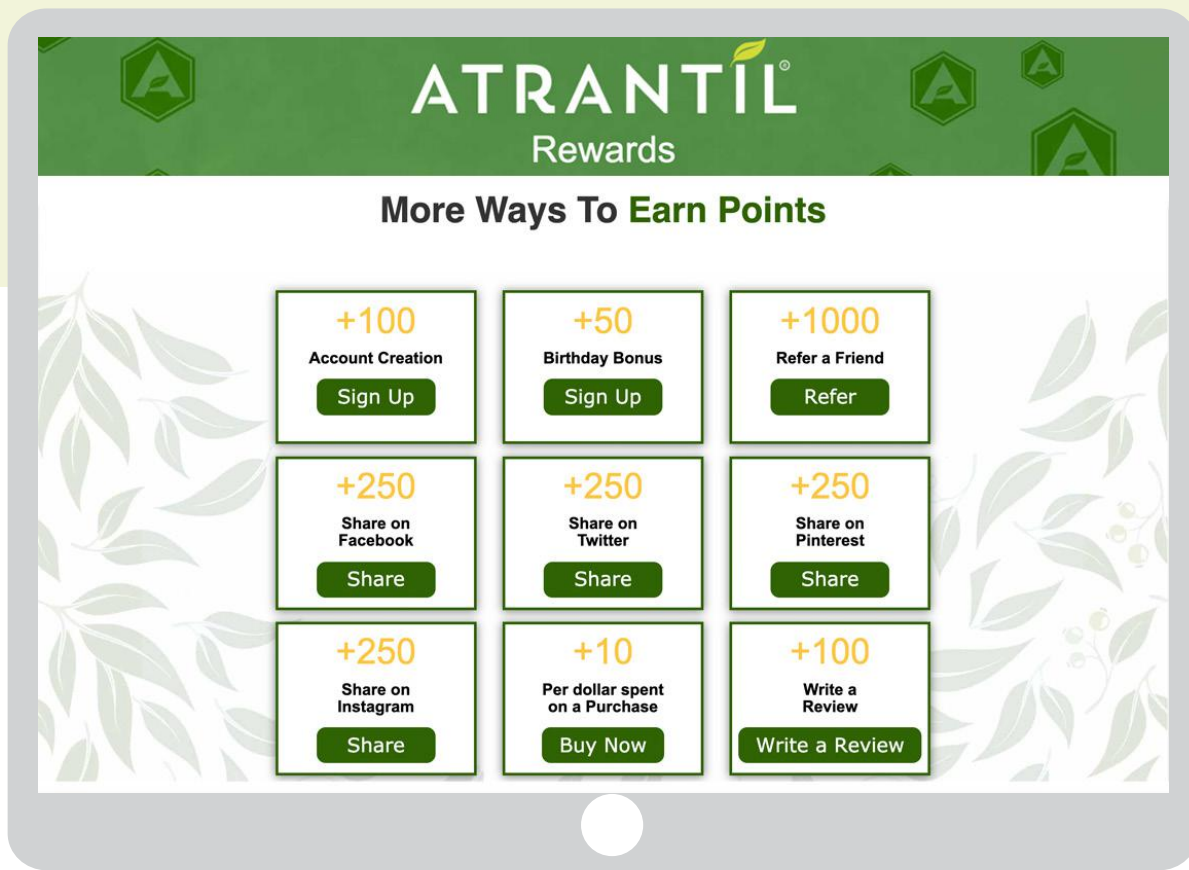 ATRANTÍL®
Rewards
More Ways To Earn Points
+100
Account Creation
Sign Up
+50
Birthday Bonus
Sign Up
+1000
Refer a Friend
Refer
+250
Share on
Facebook
Share
+250
Share on
Twitter
Share
+250
Share on
Pinterest
Share
+250
Share on
Instagram
Share
+10
Per dollar spent
on a Purchase
Buy Now
+100
Write a
Review
Write a Review